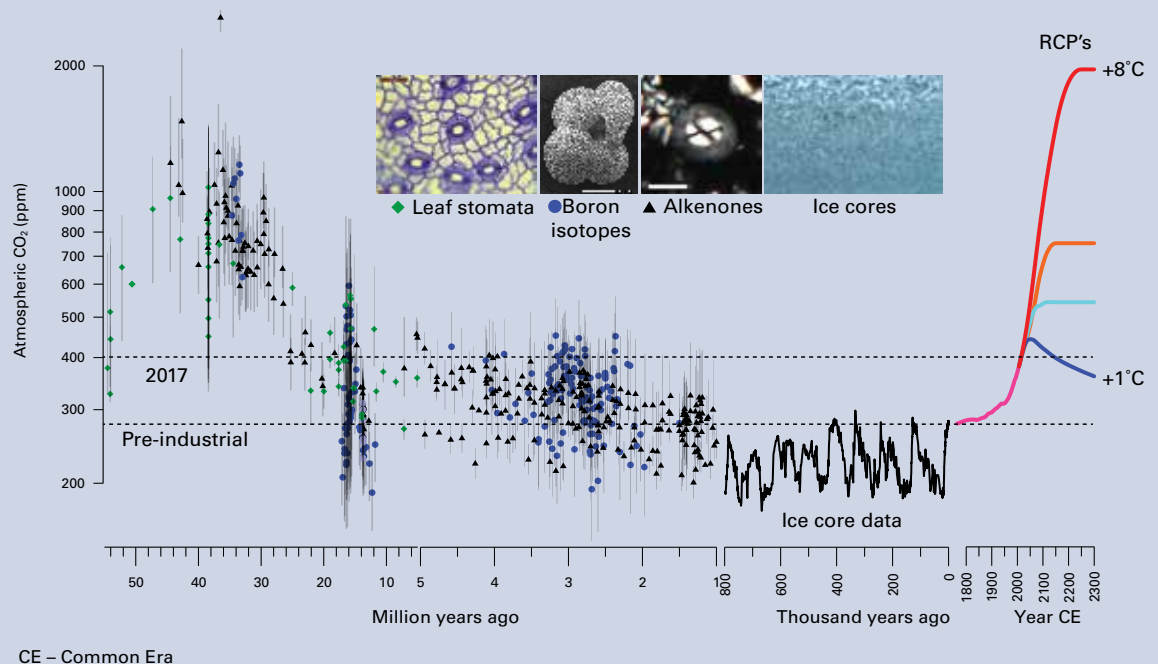 RCP's
2000
+8˚C
1000
900
800
700
600
500
400
300
200
Atmospheric CO2 (ppm)
Leaf stomata
Boron
isotopes
Alkenones
Ice cores
2017
+1˚C
Pre-industrial
Ice core data
50 40 30 20 10 5 4 3 2 1
800 400 200 0
1800 1900 2000 2100 2200 2300
Million years ago
Thousand years ago
Year CE
CE – Common Era